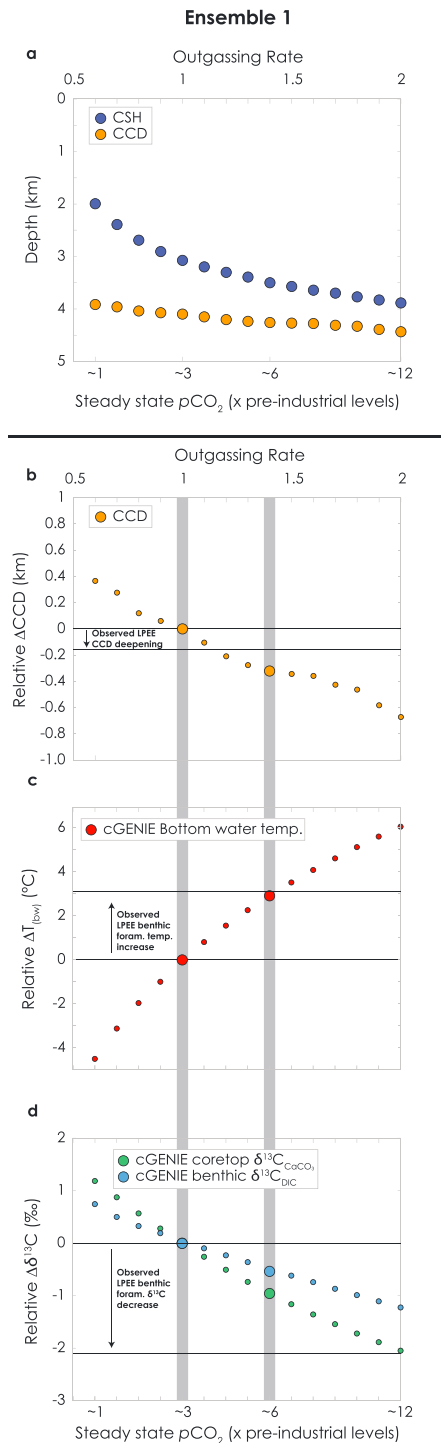 Ensemble 1
a
Outgassing Rate
0.5 1 1.5 2
0
1
2
3
4
5
CSH
CCD
Depth (km)
~1 ~3 ~6 ~12
Steady state pCO₂ (x pre-industrial levels)
b
Outgassing Rate
0.5 1 1.5 2
1
0.8
0.6
0.4
0.2
0
-0.2
-0.4
-0.6
-0.8
-1.0
CCD
Observed LPEE
CCD deepening
Relative ΔCCD (km)
c
6
4
2
0
-2
-4
cGENIE Bottom water temp.
Observed
LPEE benthic
foram. temp.
increase
Relative ΔT(bw) (°C)
d
2
1
0
-1
-2
-3
cGENIE coretop δ¹³C CaCO₃
cGENIE benthic δ¹³C DIC
Observed
LPEE benthic
foram. δ¹³C
decrease
Relative Δδ¹³C (‰)
~1 ~3 ~6 ~12
Steady state pCO₂ (x pre-industrial levels)